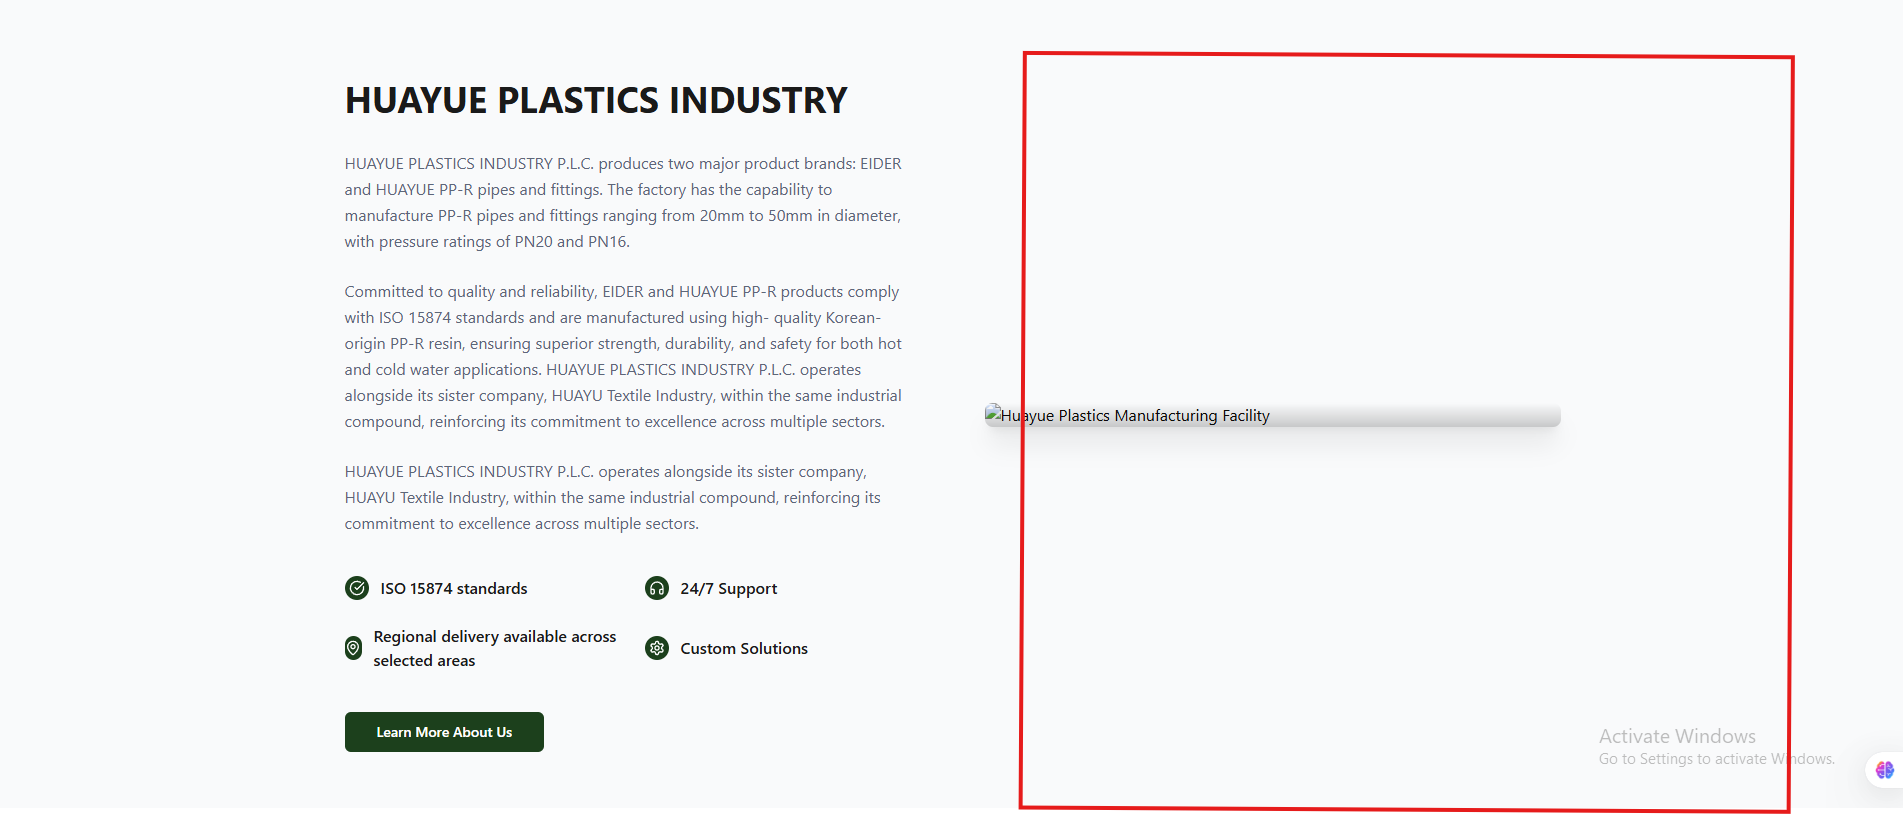 HUAYUE PLASTICS INDUSTRY
HUAYUE PLASTICS INDUSTRY P.L.C. produces two major product brands: EIDER
and HUAYUE PP-R pipes and fittings. The factory has the capability to
manufacture PP-R pipes and fittings ranging from 20mm to 50mm in diameter,
with pressure ratings of PN20 and PN16.
Committed to quality and reliability, EIDER and HUAYUE PP-R products comply
with ISO 15874 standards and are manufactured using high- quality Korean-
origin PP-R resin, ensuring superior strength, durability, and safety for both hot
and cold water applications. HUAYUE PLASTICS INDUSTRY P.L.C. operates
alongside its sister company, HUAYU Textile Industry, within the same industrial
compound, reinforcing its commitment to excellence across multiple sectors.
HUAYUE PLASTICS INDUSTRY P.L.C. operates alongside its sister company,
HUAYU Textile Industry, within the same industrial compound, reinforcing its
commitment to excellence across multiple sectors.
ISO 15874 standards
24/7 Support
Regional delivery available across
selected areas
Custom Solutions
Learn More About Us
Huayue Plastics Manufacturing Facility
Activate Windows
Go to Settings to activate Windows.